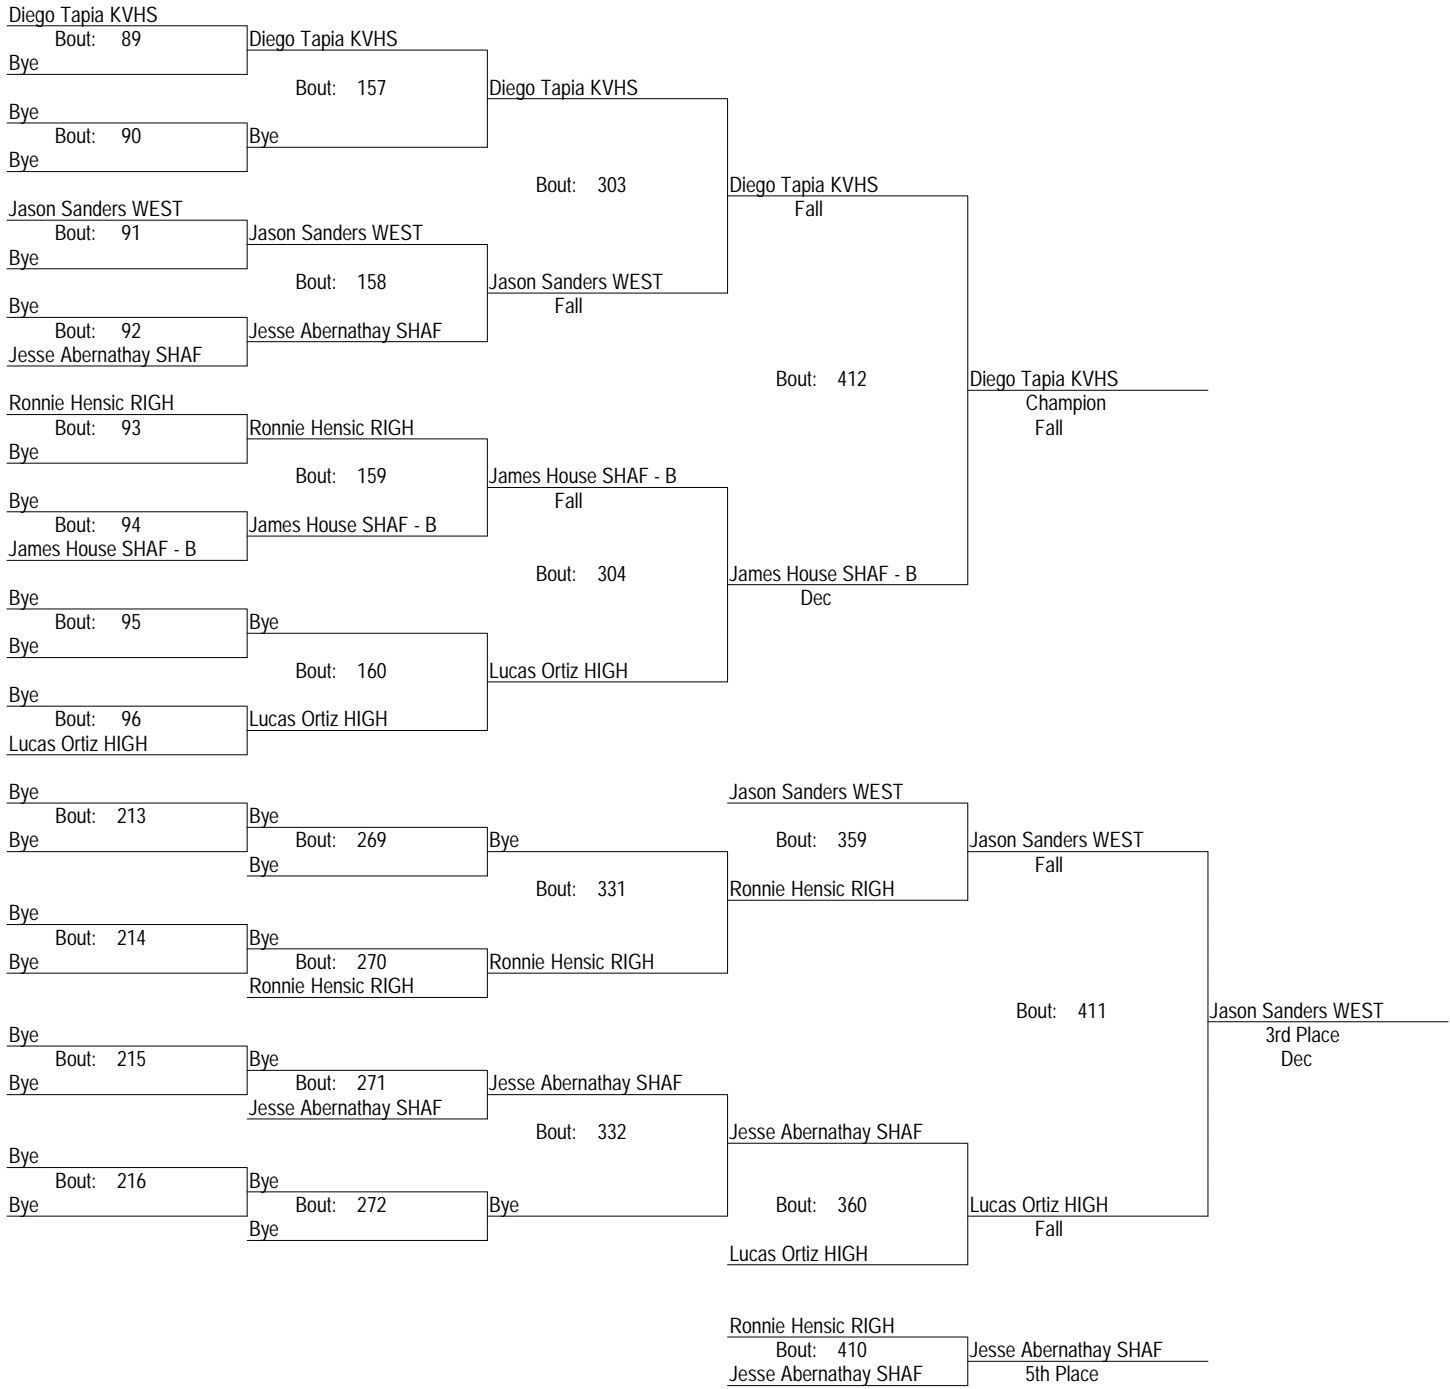 Diego Tapia KVHS
Bout: 89
Diego Tapia KVHS
Bye
Bout: 157
Diego Tapia KVHS
Bye
Bout: 90
Bye
Bye
Bout: 303
Diego Tapia KVHS
Fall
Jason Sanders WEST
Bout: 91
Jason Sanders WEST
Bye
Bout: 158
Jason Sanders WEST
Fall
Bye
Bout: 92
Jesse Abernathay SHAF
Jesse Abernathay SHAF
Bout: 412
Diego Tapia KVHS
Champion
Fall
Ronnie Hensic RIGH
Bout: 93
Ronnie Hensic RIGH
Bye
Bout: 159
James House SHAF - B
Fall
Bye
Bout: 94
James House SHAF - B
James House SHAF - B
Bout: 304
James House SHAF - B
Dec
Bye
Bout: 95
Bye
Bye
Bout: 160
Lucas Ortiz HIGH
Bye
Bout: 96
Lucas Ortiz HIGH
Lucas Ortiz HIGH
Bye
Bout: 213
Bye
Bye
Bout: 269
Bye
Bye
Jason Sanders WEST
Bout: 359
Jason Sanders WEST
Fall
Bout: 331
Ronnie Hensic RIGH
Bye
Bout: 214
Bye
Bye
Bout: 270
Ronnie Hensic RIGH
Ronnie Hensic RIGH
Bout: 411
Jason Sanders WEST
3rd Place
Dec
Bye
Bout: 215
Bye
Bye
Bout: 271
Jesse Abernathay SHAF
Jesse Abernathay SHAF
Bout: 332
Jesse Abernathay SHAF
Bye
Bout: 216
Bye
Bye
Bout: 272
Bye
Bye
Bout: 360
Lucas Ortiz HIGH
Fall
Lucas Ortiz HIGH
Ronnie Hensic RIGH
Bout: 410
Jesse Abernathay SHAF
Jesse Abernathay SHAF
5th Place